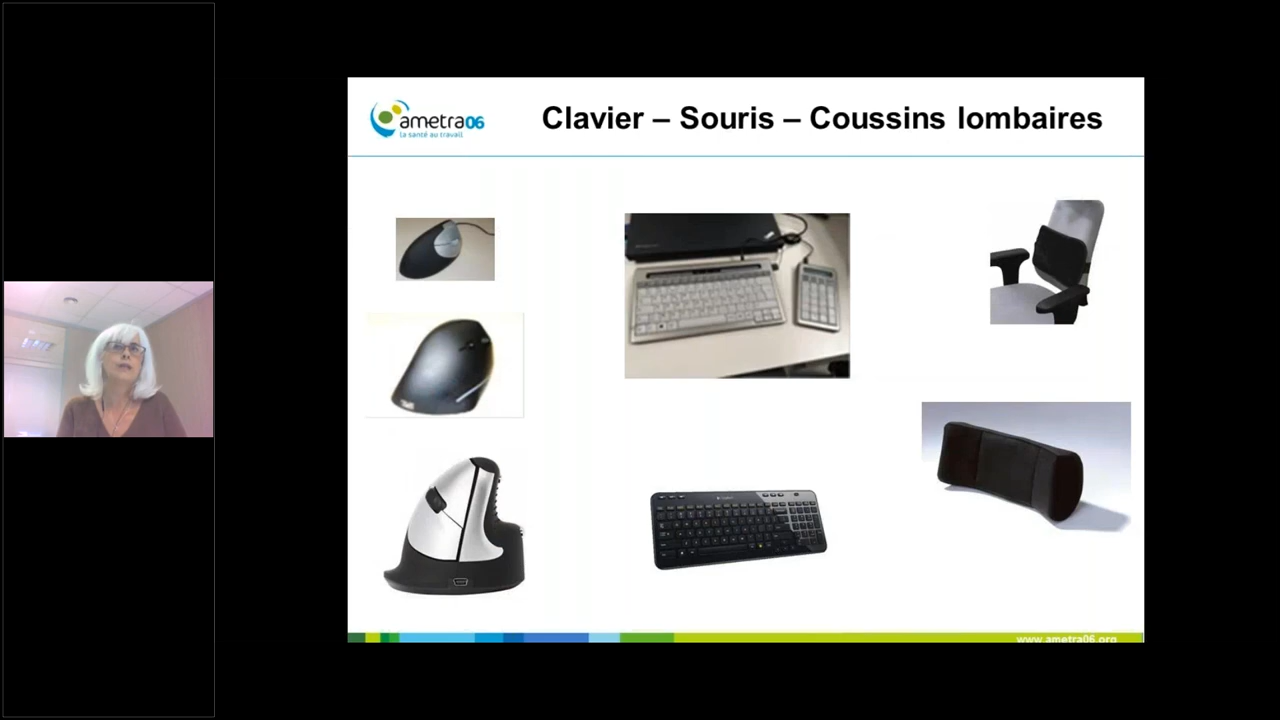 ametra06
la santé au travail
Clavier – Souris – Coussins lombaires
www.ametra06.org